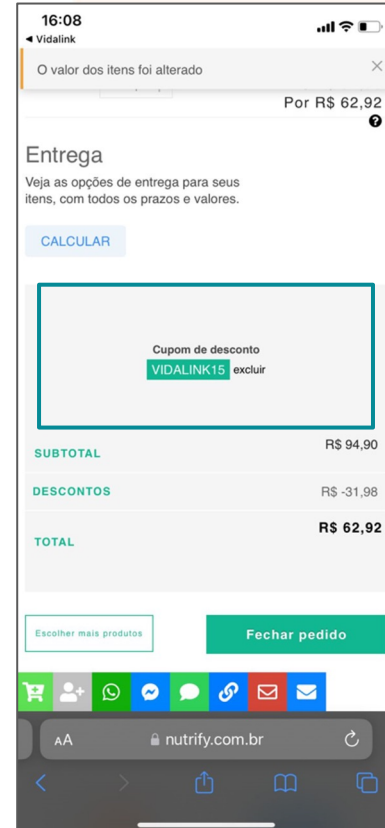 16:08
◀ Vidalink
O valor dos itens foi alterado
Por R$ 62,92
Entrega
Veja as opções de entrega para seus
itens, com todos os prazos e valores.
CALCULAR
Cupom de desconto
VIDALINK15 excluir
SUBTOTAL R$ 94,90
DESCONTOS R$ -31,98
TOTAL R$ 62,92
Escolher mais produtos Fechar pedido
AA nutrify.com.br